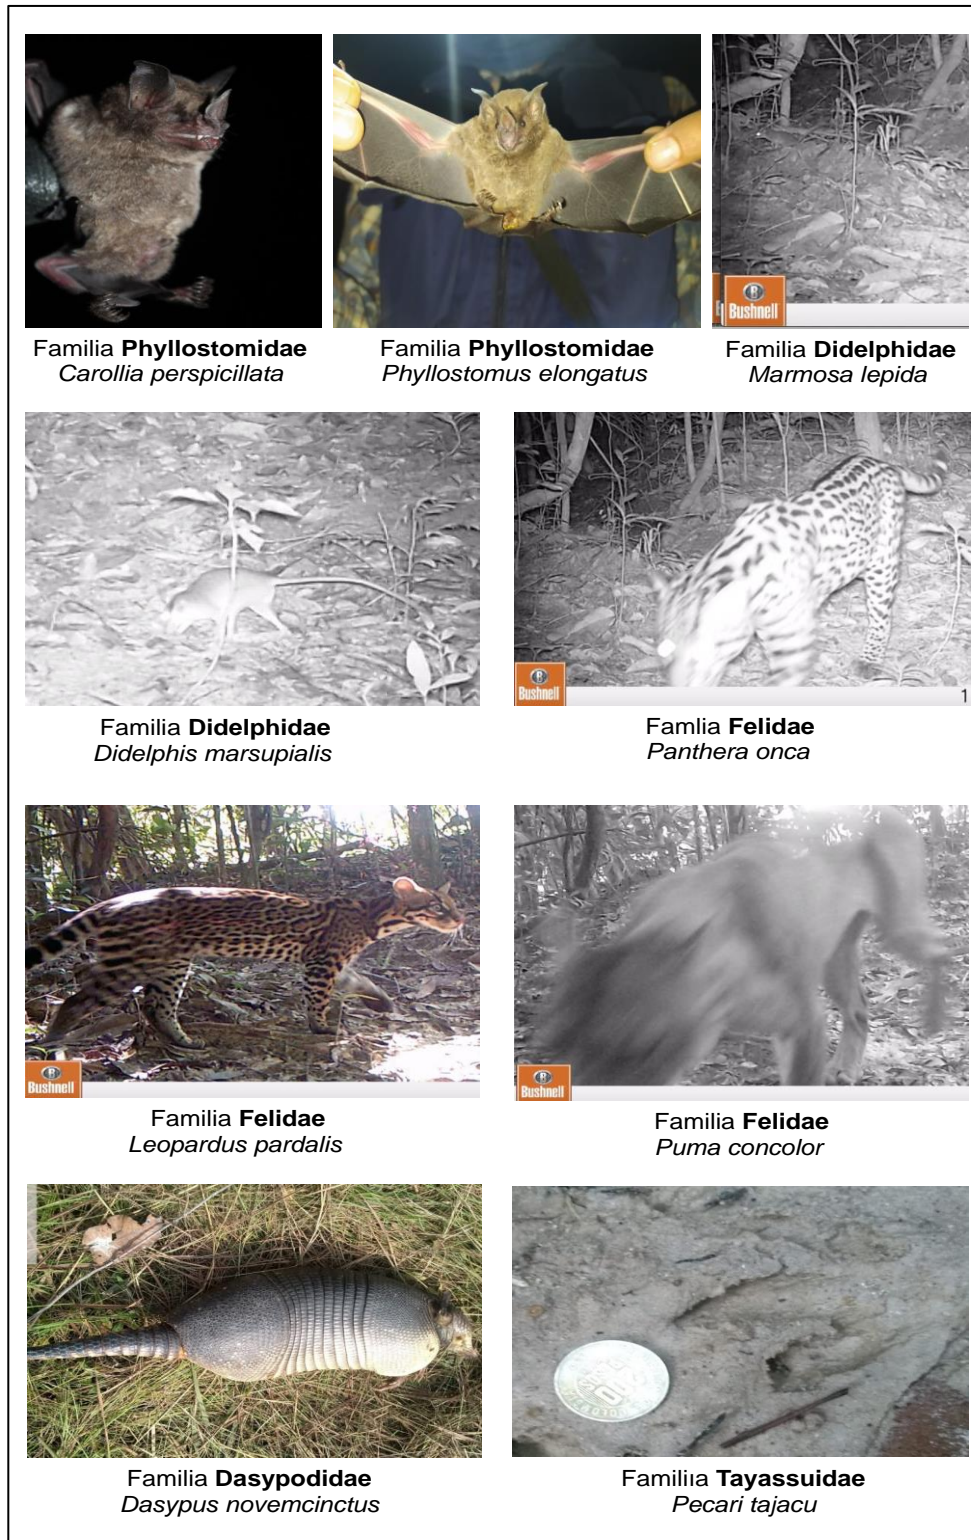 Bushnell
Familia Phyllostomidae
Carollia perspicillata
Familia Phyllostomidae
Phyllostomus elongatus
Familia Didelphidae
Marmosa lepida
Bushnell
1
Familia Didelphidae
Didelphis marsupialis
Famlia Felidae
Panthera onca
Bushnell
Bushnell
Familia Felidae
Leopardus pardalis
Familia Felidae
Puma concolor
Familia Dasypodidae
Dasypus novemcinctus
Familiıa Tayassuidae
Pecari tajacu